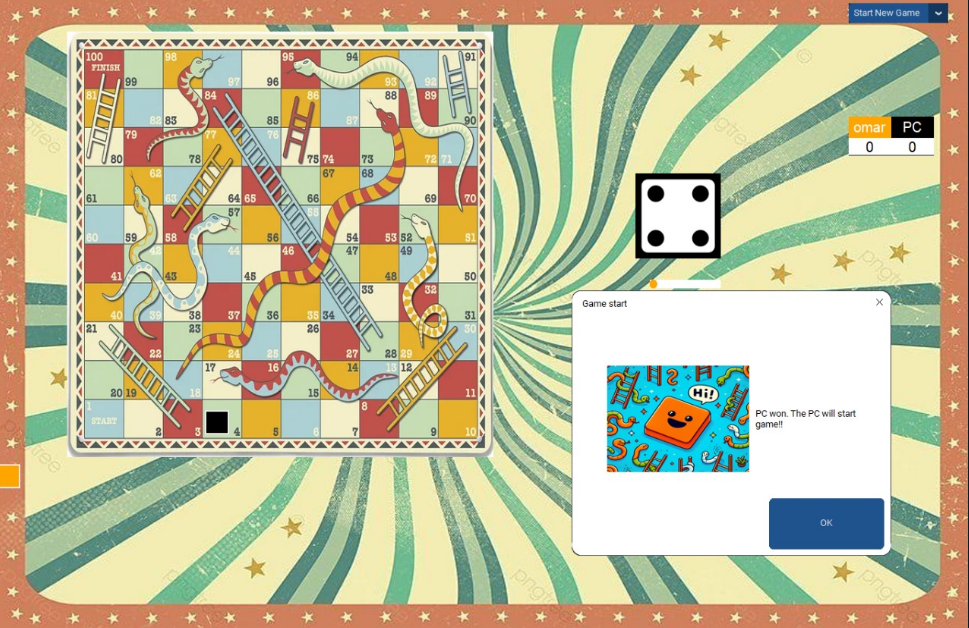 Start New Game
100 98 95 94 91
FINISH
99 97 96 93 92
81 84 86 88 89
82 83 85 87 90
79 77 76
80 78 75 74 73 72 71
62 67 68
61 63 64 65 66 69 70
57 55
60 59 58 56 54 53 52 51
42 44 46 47 49
41 43 45 48 50
33 32
40 39 38 37 36 35 34 31
21 26 30
22 23 24 25 27 28 29
17 16 14 13 12
20 19 18 15 11
1 8
START
2 3 4 5 6 7 9 10
omar PC
0 0
Game start
Hi!
PC won. The PC will start
game!!
OK
pngtree